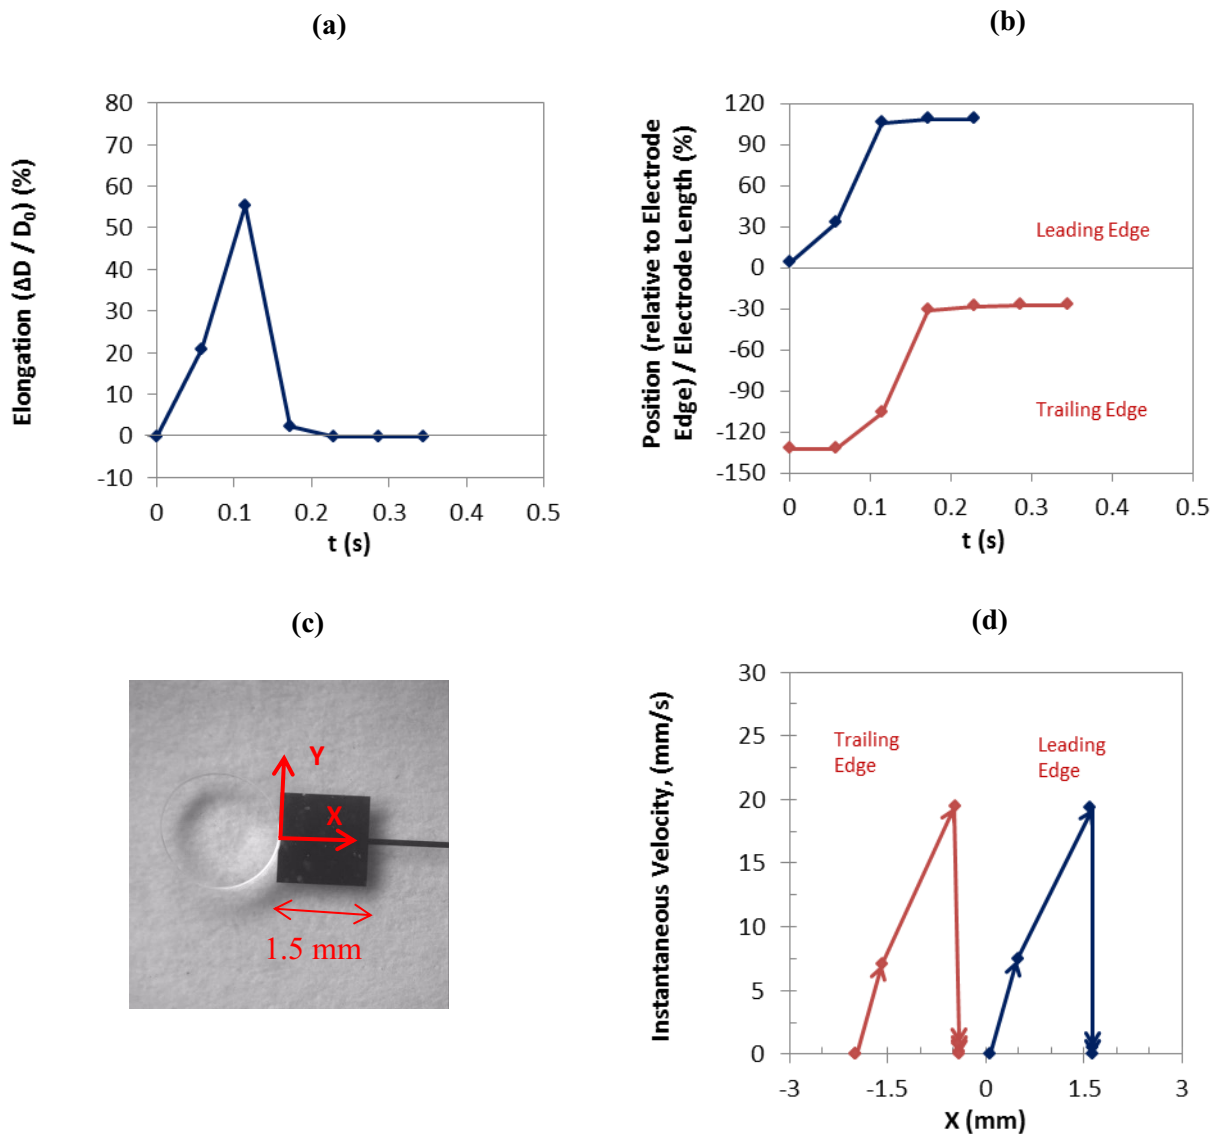 (a)
Elongation (ΔD / D₀) (%)
80
70
60
50
40
30
20
10
0
-10
0 0.1 0.2 0.3 0.4 0.5
t (s)
(b)
Position (relative to Electrode
Edge) / Electrode Length (%)
120
90
60
30
0
-30
-60
-90
-120
-150
Leading Edge
Trailing Edge
0 0.1 0.2 0.3 0.4 0.5
t (s)
(c)
Y
X
1.5 mm
(d)
Instantaneous Velocity, (mm/s)
30
25
20
15
10
5
0
Trailing
Edge
Leading
Edge
-3 -1.5 0 1.5 3
X (mm)